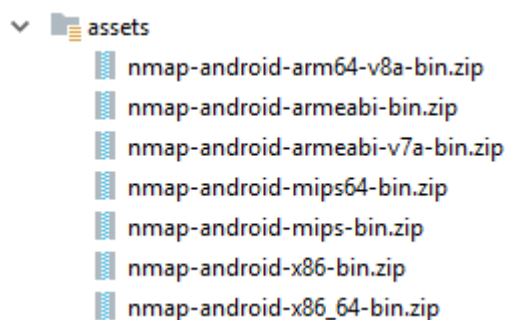 assets
nmap-android-arm64-v8a-bin.zip
nmap-android-armeabi-bin.zip
nmap-android-armeabi-v7a-bin.zip
nmap-android-mips64-bin.zip
nmap-android-mips-bin.zip
nmap-android-x86-bin.zip
nmap-android-x86_64-bin.zip